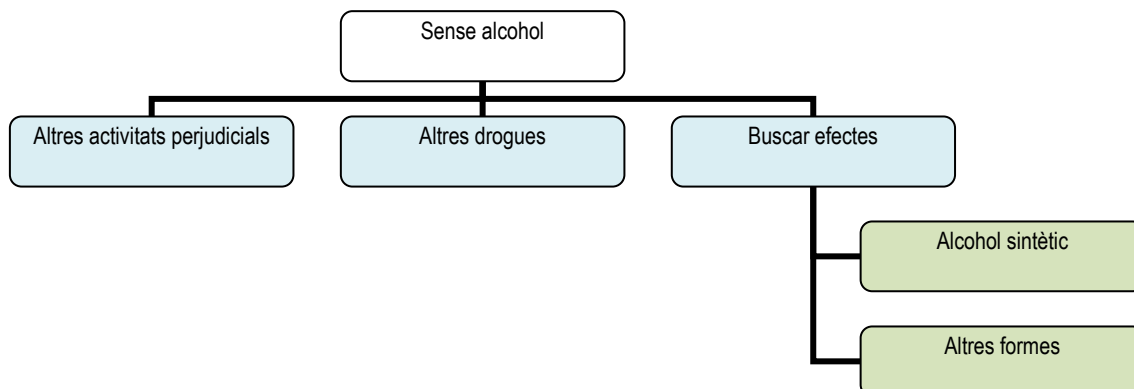 Sense alcohol
Altres activitats perjudicials
Altres drogues
Buscar efectes
Alcohol sintètic
Altres formes